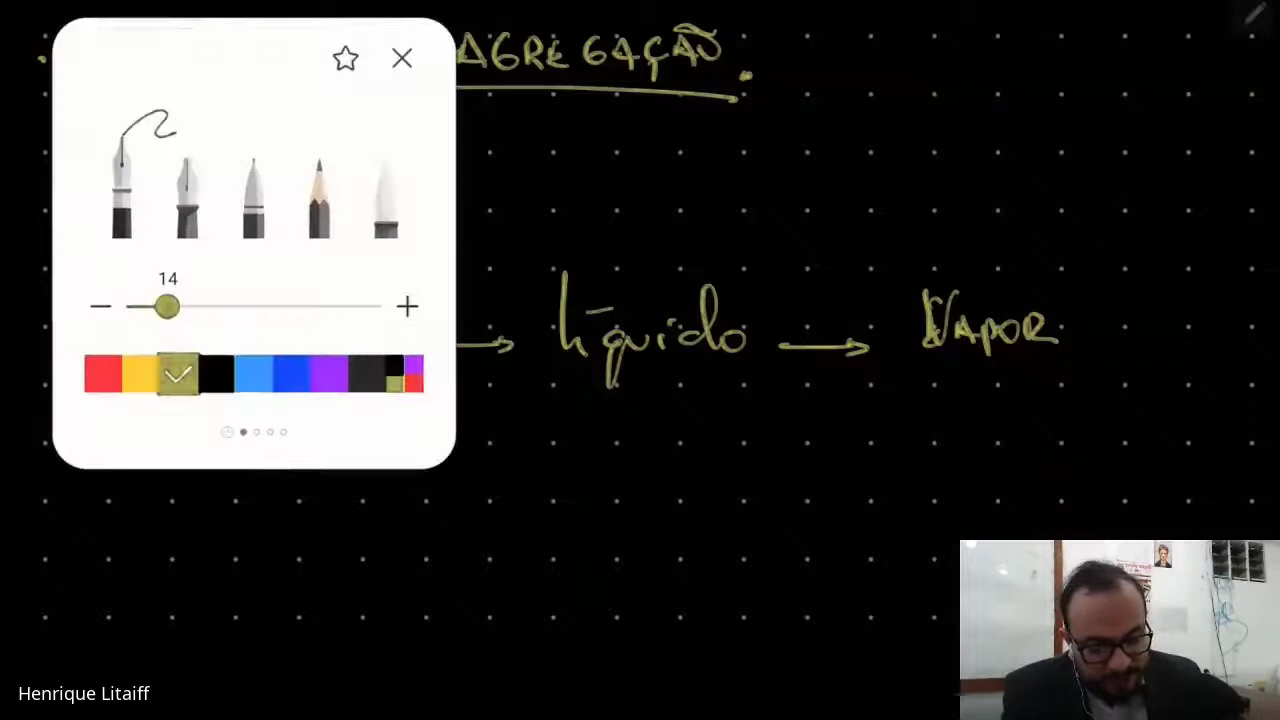 AGREGAÇÃO.
14
→ líquido → VAPOR
Henrique Litaiff